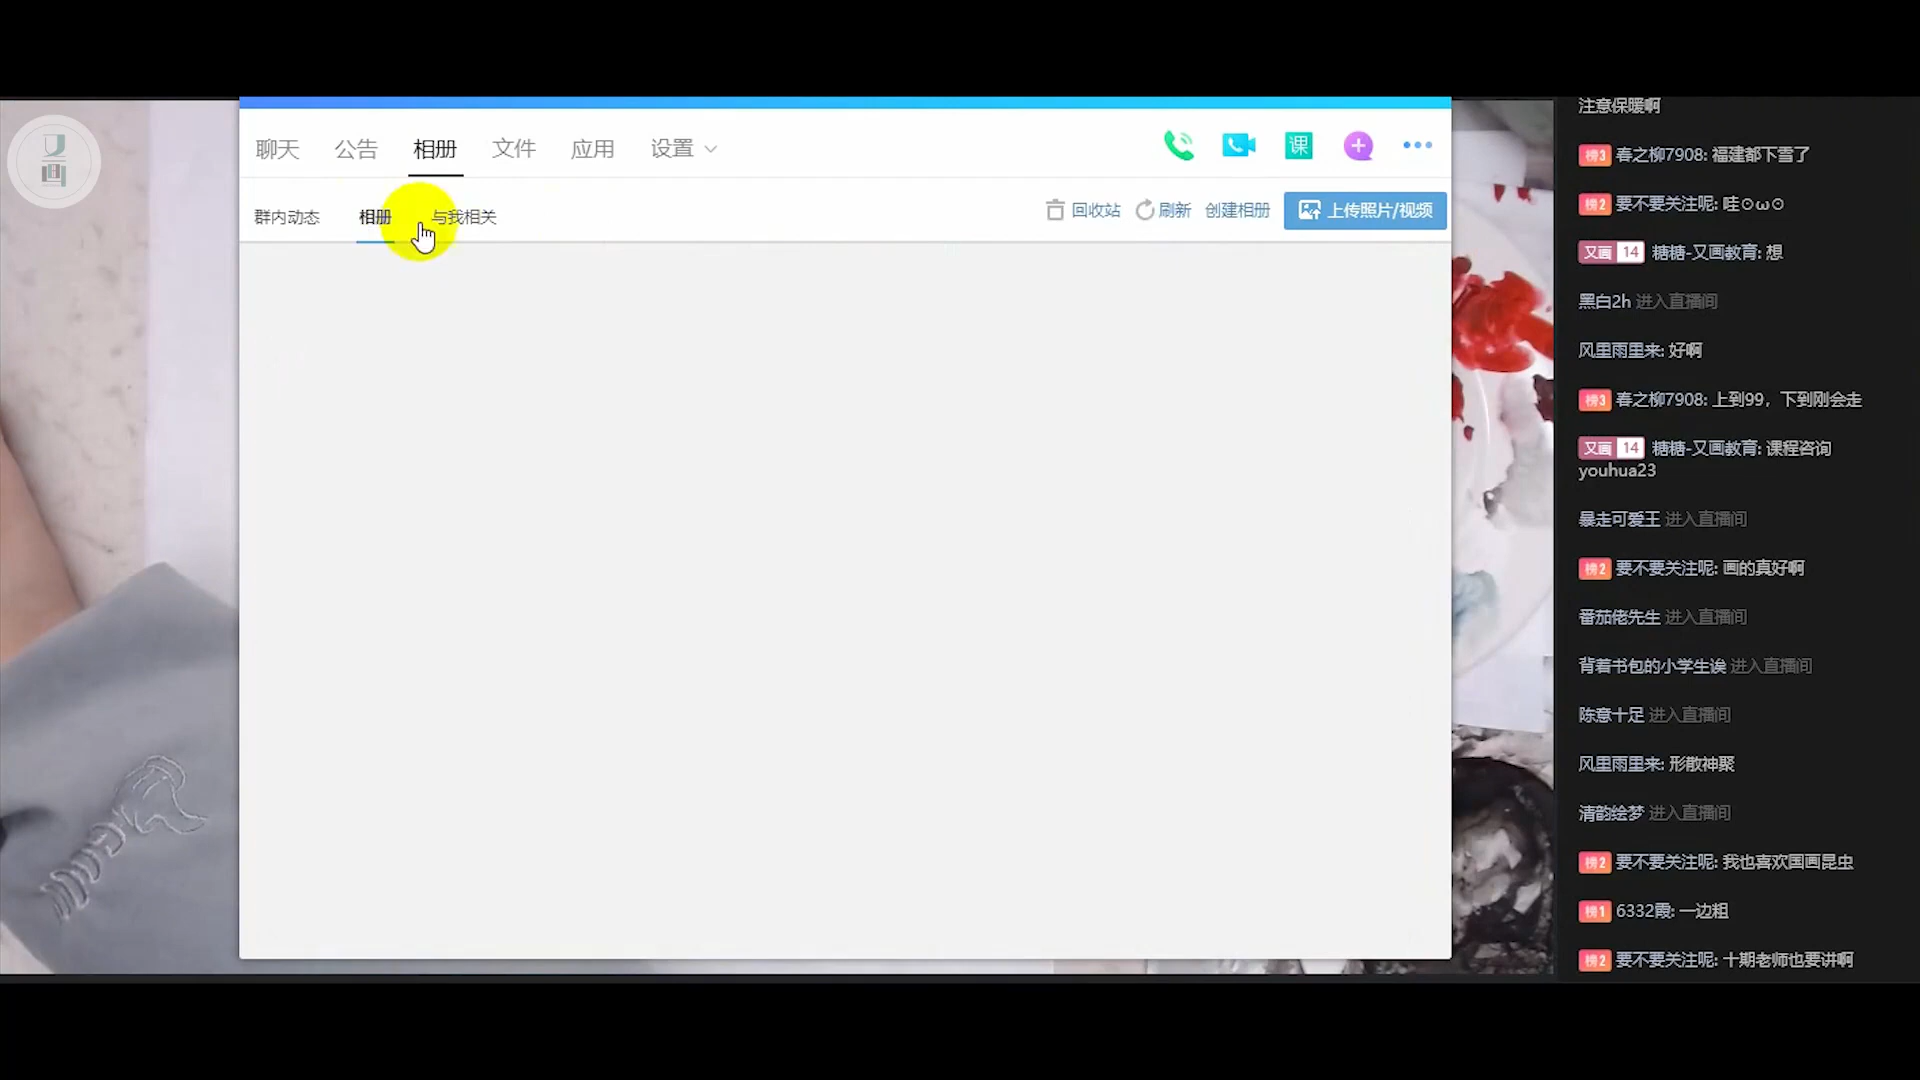 聊天 公告 相册 文件 应用 设置 课
群内动态 相册 与我相关 回收站 刷新 创建相册 上传照片/视频
注意保暖啊
榜3 春之柳7908: 福建都下雪了
榜2 要不要关注呢: 哇⊙ω⊙
又画 14 糖糖-又画教育: 想
黑白2h 进入直播间
风里雨里来: 好啊
榜3 春之柳7908: 上到99，下到刚会走
又画 14 糖糖-又画教育: 课程咨询
youhua23
暴走可爱王 进入直播间
榜2 要不要关注呢: 画的真好啊
番茄佬先生 进入直播间
背着书包的小学生诶 进入直播间
陈意十足 进入直播间
风里雨里来: 形散神聚
清韵绘梦 进入直播间
榜2 要不要关注呢: 我也喜欢国画昆虫
榜1 6332霞: 一边粗
榜2 要不要关注呢: 十期老师也要讲啊